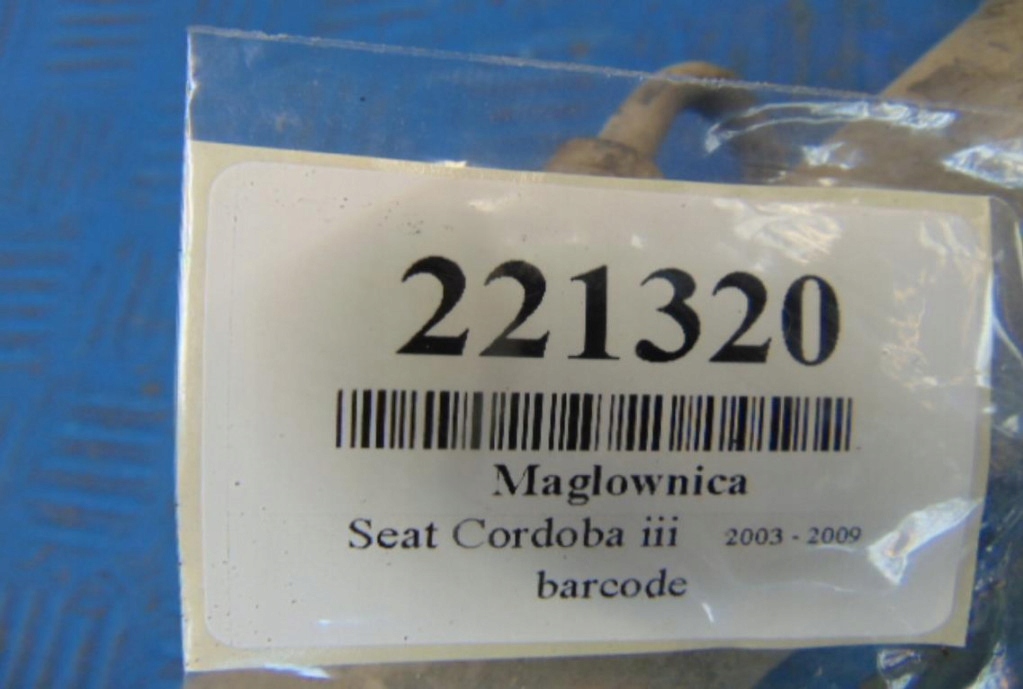 221320
Maglownica
Seat Cordoba iii 2003 - 2009
barcode